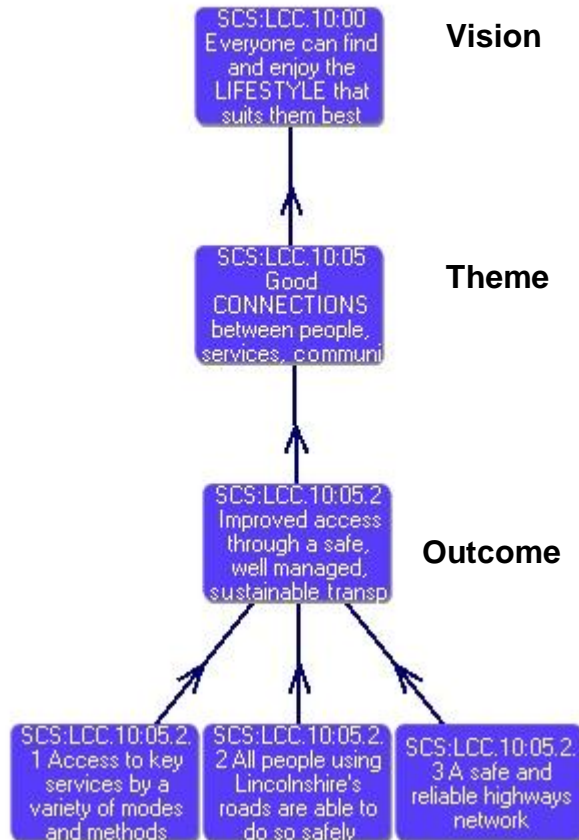 SCS:LCC.10:00
Everyone can find
and enjoy the
LIFESTYLE that
suits them best
Vision
SCS:LCC.10:05
Good
CONNECTIONS
between people,
services, communi
Theme
SCS:LCC.10:05.2
Improved access
through a safe,
well managed,
sustainable transp
Outcome
SCS:LCC.10:05.2.
1 Access to key
services by a
variety of modes
and methods
SCS:LCC.10:05.2.
2 All people using
Lincolnshire's
roads are able to
do so safely
SCS:LCC.10:05.2.
3 A safe and
reliable highways
network